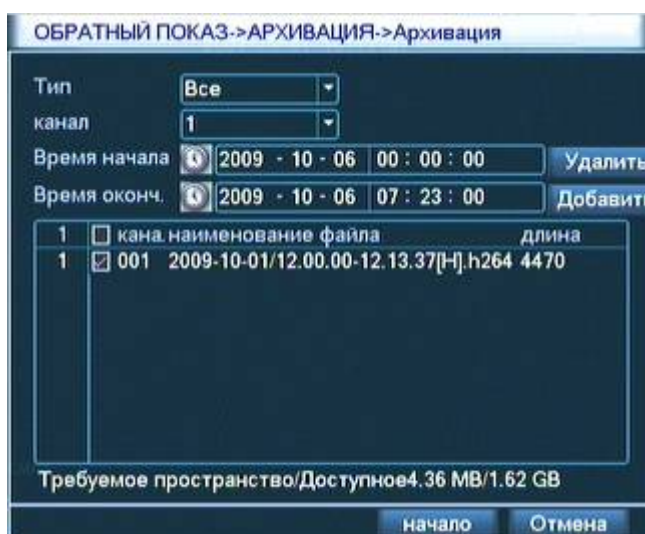 ОБРАТНЫЙ ПОКАЗ->АРХИВАЦИЯ->Архивация
Тип Все
канал 1
Время начала 2009 - 10 - 06 00 : 00 : 00 Удалить
Время оконч. 2009 - 10 - 06 07 : 23 : 00 Добавит
1 кана. наименование файла длина
1 001 2009-10-01/12.00.00-12.13.37[H].h264 4470
Требуемое пространство/Доступное4.36 MB/1.62 GB
начало Отмена